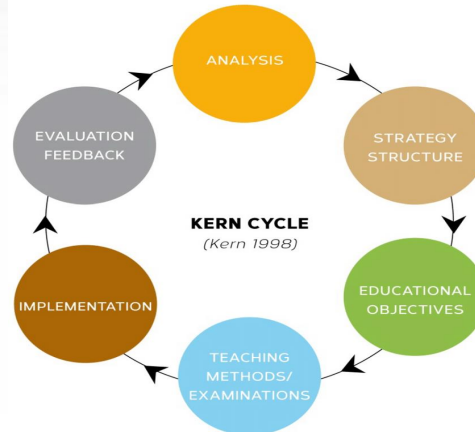 ANALYSIS
STRATEGY
STRUCTURE
EDUCATIONAL
OBJECTIVES
TEACHING
METHODS/
EXAMINATIONS
IMPLEMENTATION
EVALUATION
FEEDBACK
KERN CYCLE
(Kern 1998)